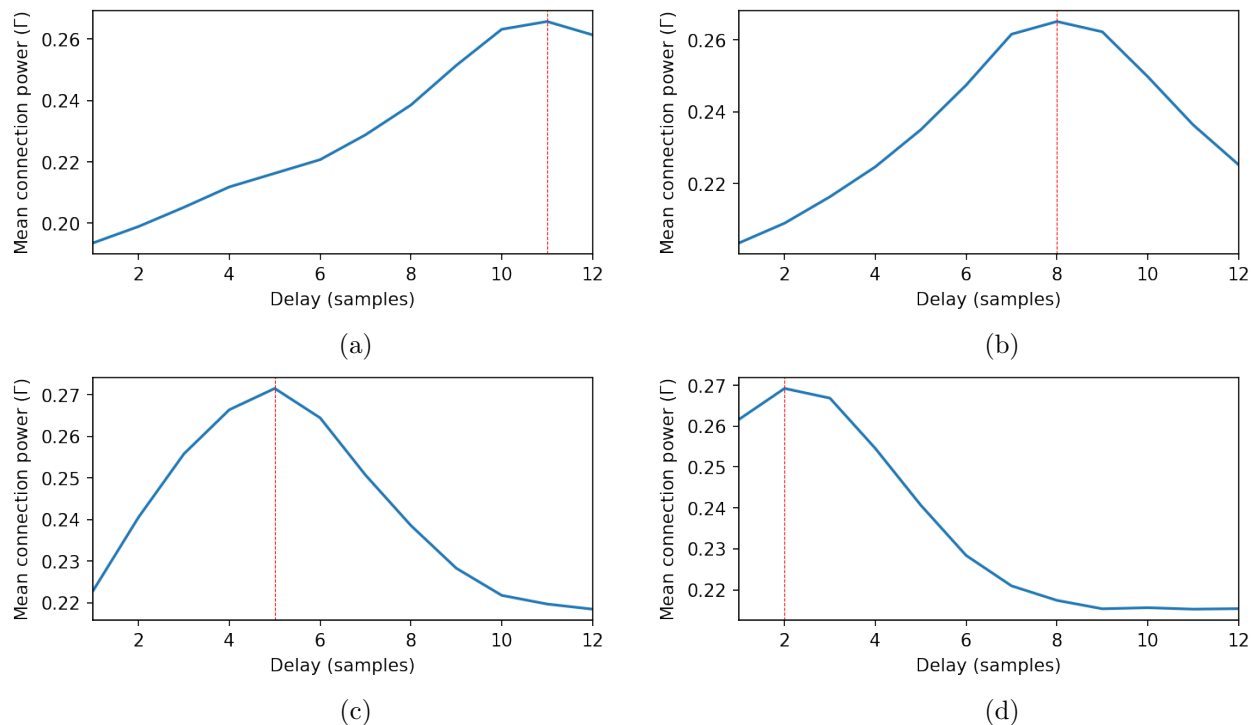 Mean connection power (Γ)
0.26
0.24
0.22
0.20
2 4 6 8 10 12
Delay (samples)
(a)
Mean connection power (Γ)
0.26
0.24
0.22
2 4 6 8 10 12
Delay (samples)
(b)
Mean connection power (Γ)
0.27
0.26
0.25
0.24
0.23
0.22
2 4 6 8 10 12
Delay (samples)
(c)
Mean connection power (Γ)
0.27
0.26
0.25
0.24
0.23
0.22
2 4 6 8 10 12
Delay (samples)
(d)